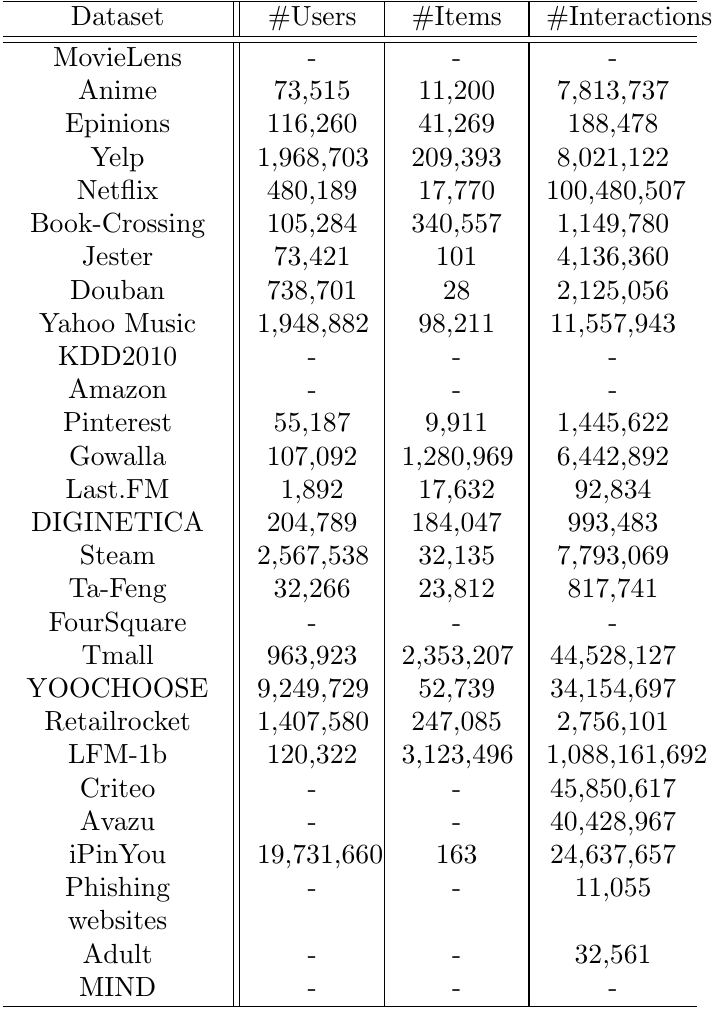 Dataset #Users #Items #Interactions
MovieLens - - -
Anime 73,515 11,200 7,813,737
Epinions 116,260 41,269 188,478
Yelp 1,968,703 209,393 8,021,122
Netflix 480,189 17,770 100,480,507
Book-Crossing 105,284 340,557 1,149,780
Jester 73,421 101 4,136,360
Douban 738,701 28 2,125,056
Yahoo Music 1,948,882 98,211 11,557,943
KDD2010 - - -
Amazon - - -
Pinterest 55,187 9,911 1,445,622
Gowalla 107,092 1,280,969 6,442,892
Last.FM 1,892 17,632 92,834
DIGINETICA 204,789 184,047 993,483
Steam 2,567,538 32,135 7,793,069
Ta-Feng 32,266 23,812 817,741
FourSquare - - -
Tmall 963,923 2,353,207 44,528,127
YOOCHOOSE 9,249,729 52,739 34,154,697
Retailrocket 1,407,580 247,085 2,756,101
LFM-1b 120,322 3,123,496 1,088,161,692
Criteo - - 45,850,617
Avazu - - 40,428,967
iPinYou 19,731,660 163 24,637,657
Phishing - - 11,055
websites
Adult - - 32,561
MIND - - -